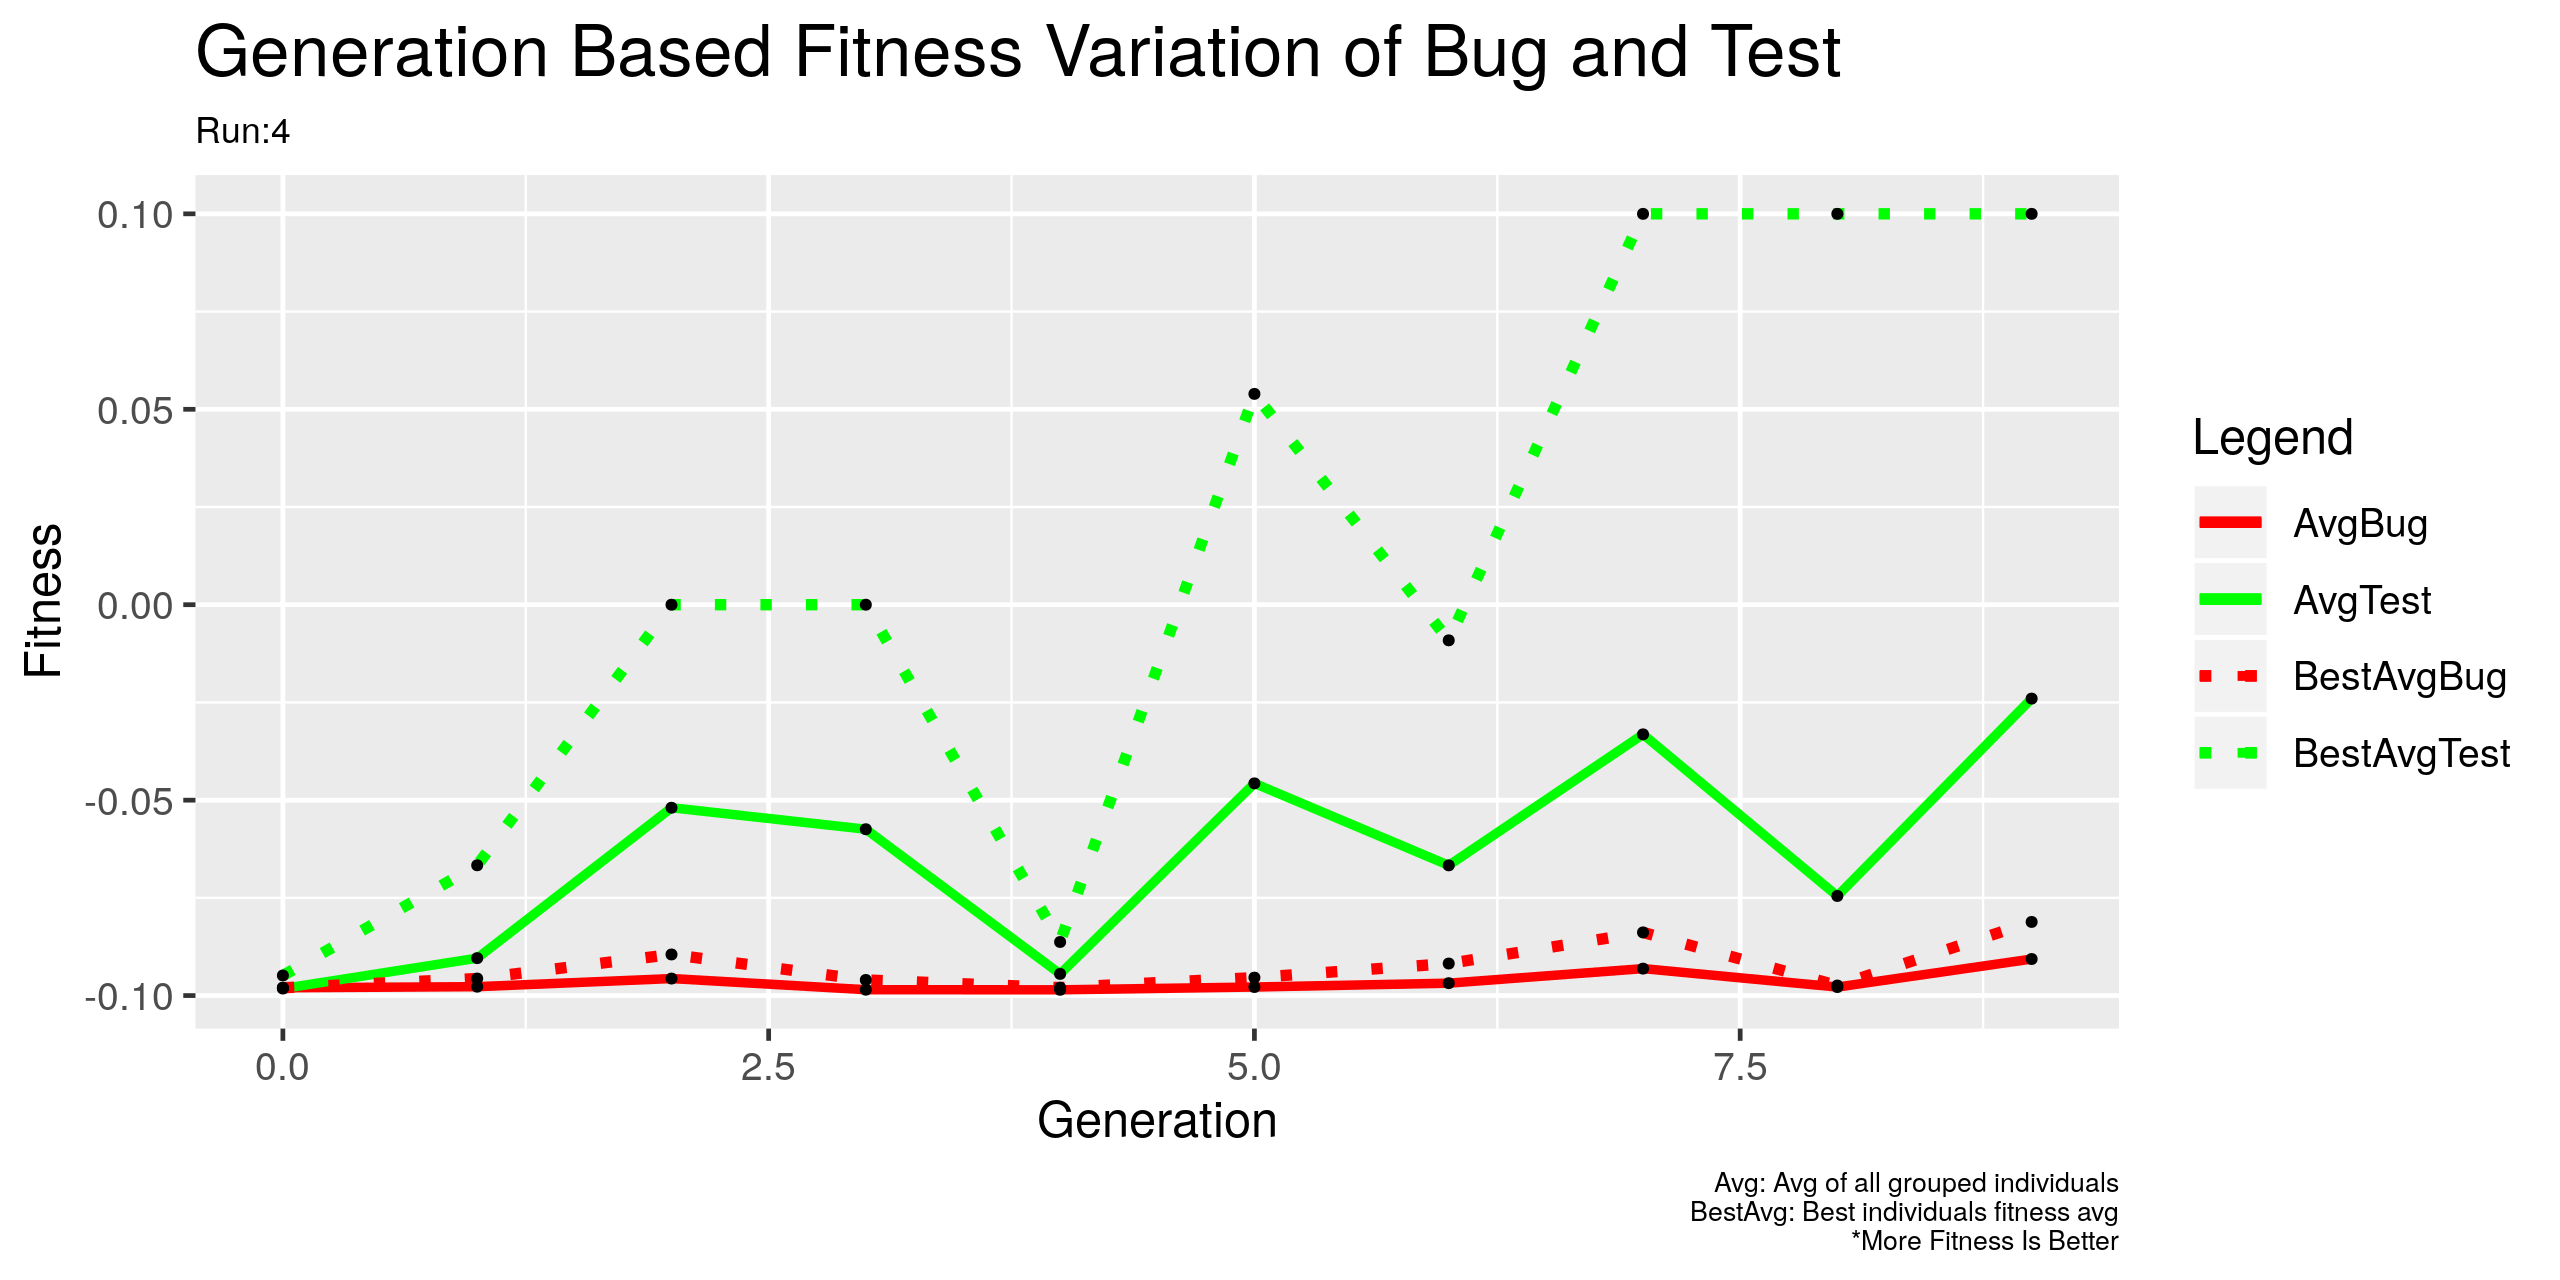 Generation Based Fitness Variation of Bug and Test
Run:4
Fitness
0.10
0.05
0.00
-0.05
-0.10
0.0
2.5
5.0
7.5
Generation
Legend
AvgBug
AvgTest
BestAvgBug
BestAvgTest
Avg: Avg of all grouped individuals
BestAvg: Best individuals fitness avg
*More Fitness Is Better